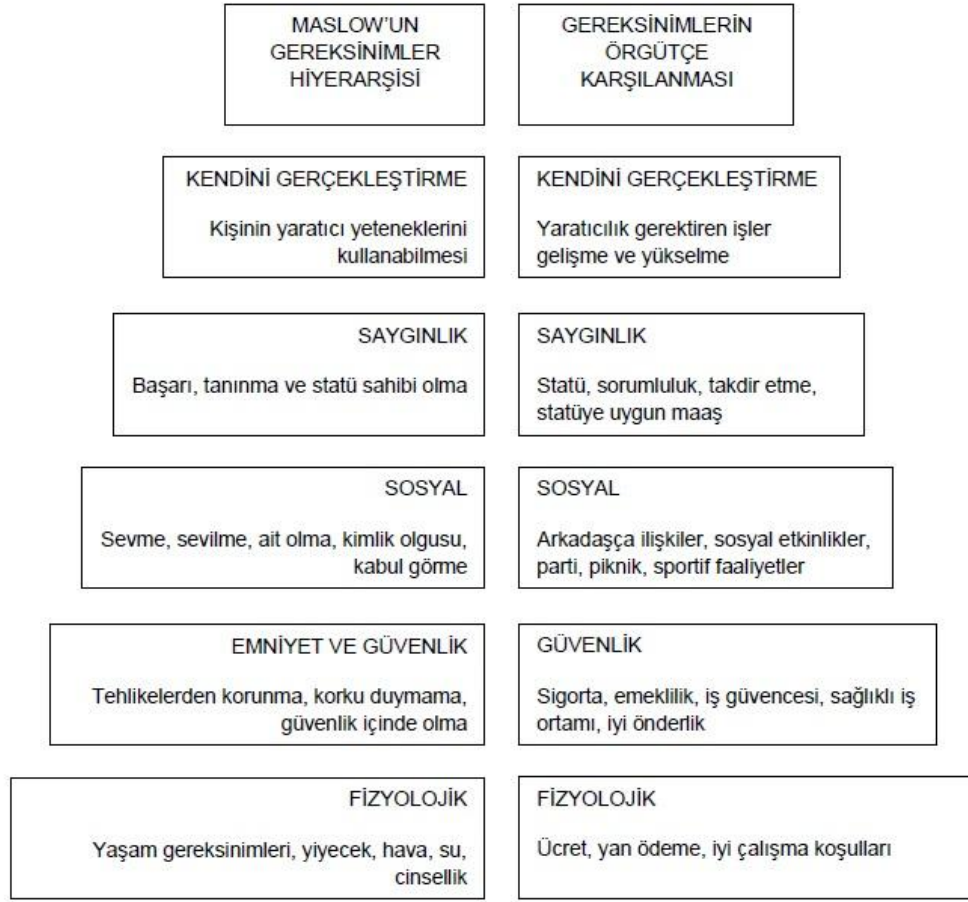 MASLOW'UN
GEREKSİNİMLER
HİYERARŞİSİ
GEREKSİNİMLERİN
ÖRGÜTÇE
KARŞILANMASI
KENDİNİ GERÇEKLEŞTİRME
Kişinin yaratıcı yeteneklerini
kullanabilmesi
KENDİNİ GERÇEKLEŞTİRME
Yaratıcılık gerektiren işler
gelişme ve yükselme
SAYGINLIK
Başarı, tanınma ve statü sahibi olma
SAYGINLIK
Statü, sorumluluk, takdir etme,
statüye uygun maaş
SOSYAL
Sevme, sevilme, ait olma, kimlik olgusu,
kabul görme
SOSYAL
Arkadaşça ilişkiler, sosyal etkinlikler,
parti, piknik, sportif faaliyetler
EMNİYET VE GÜVENLİK
Tehlikelerden korunma, korku duymama,
güvenlik içinde olma
GÜVENLİK
Sigorta, emeklilik, iş güvencesi, sağlıklı iş
ortamı, iyi önderlik
FİZYOLOJİK
Yaşam gereksinimleri, yiyecek, hava, su,
cinsellik
FİZYOLOJİK
Ücret, yan ödeme, iyi çalışma koşulları